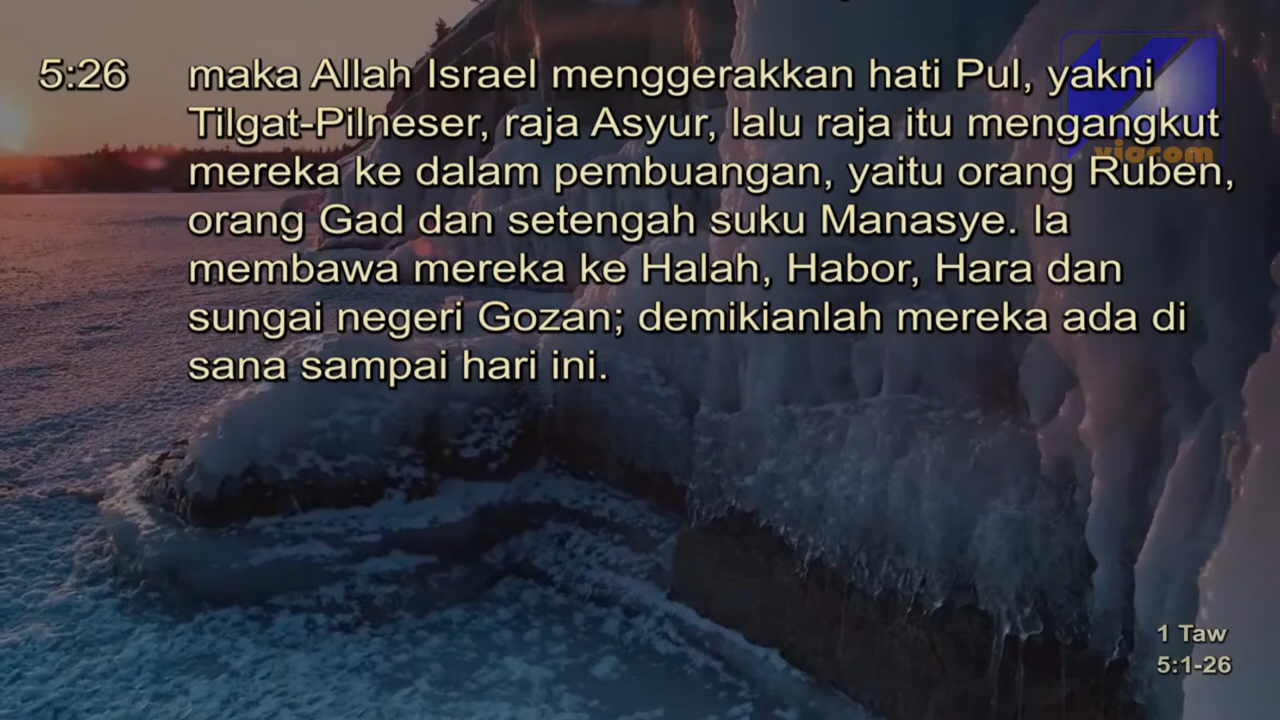 5:26 maka Allah Israel menggerakkan hati Pul, yakni
Tilgat-Pilneser, raja Asyur, lalu raja itu mengangkut
mereka ke dalam pembuangan, yaitu orang Ruben,
orang Gad dan setengah suku Manasye. Ia
membawa mereka ke Halah, Habor, Hara dan
sungai negeri Gozan; demikianlah mereka ada di
sana sampai hari ini.
viacom
1 Taw
5:1-26